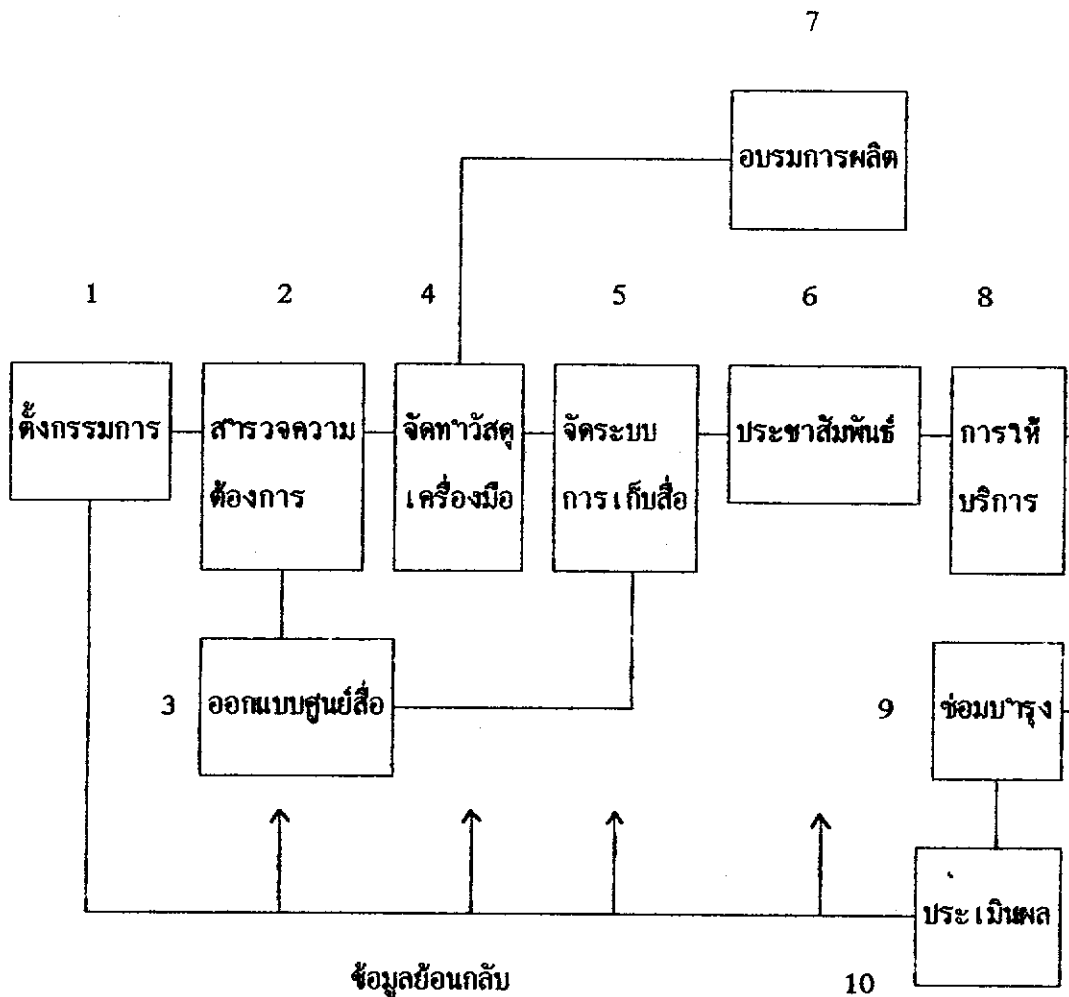 7
อบรมการผลิต
1 2 4 5 6 8
ตั้งกรรมการ
สำรวจความ
ต้องการ
จัดทำวัสดุ
เครื่องมือ
จัดระบบ
การเก็บสื่อ
ประชาสัมพันธ์
การให้
บริการ
3
ออกแบบศูนย์สื่อ
9
ซ่อมบำรุง
ประเมินผล
ข้อมูลย้อนกลับ
10